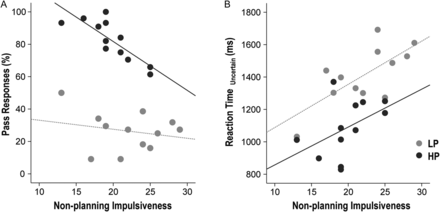 A
B
Pass Responses (%)
100
80
60
40
20
0
10
15
20
25
30
Non-planning Impulsiveness
Reaction Time Uncertain (ms)
1800
1600
1400
1200
1000
800
10
15
20
25
30
Non-planning Impulsiveness
LP
HP